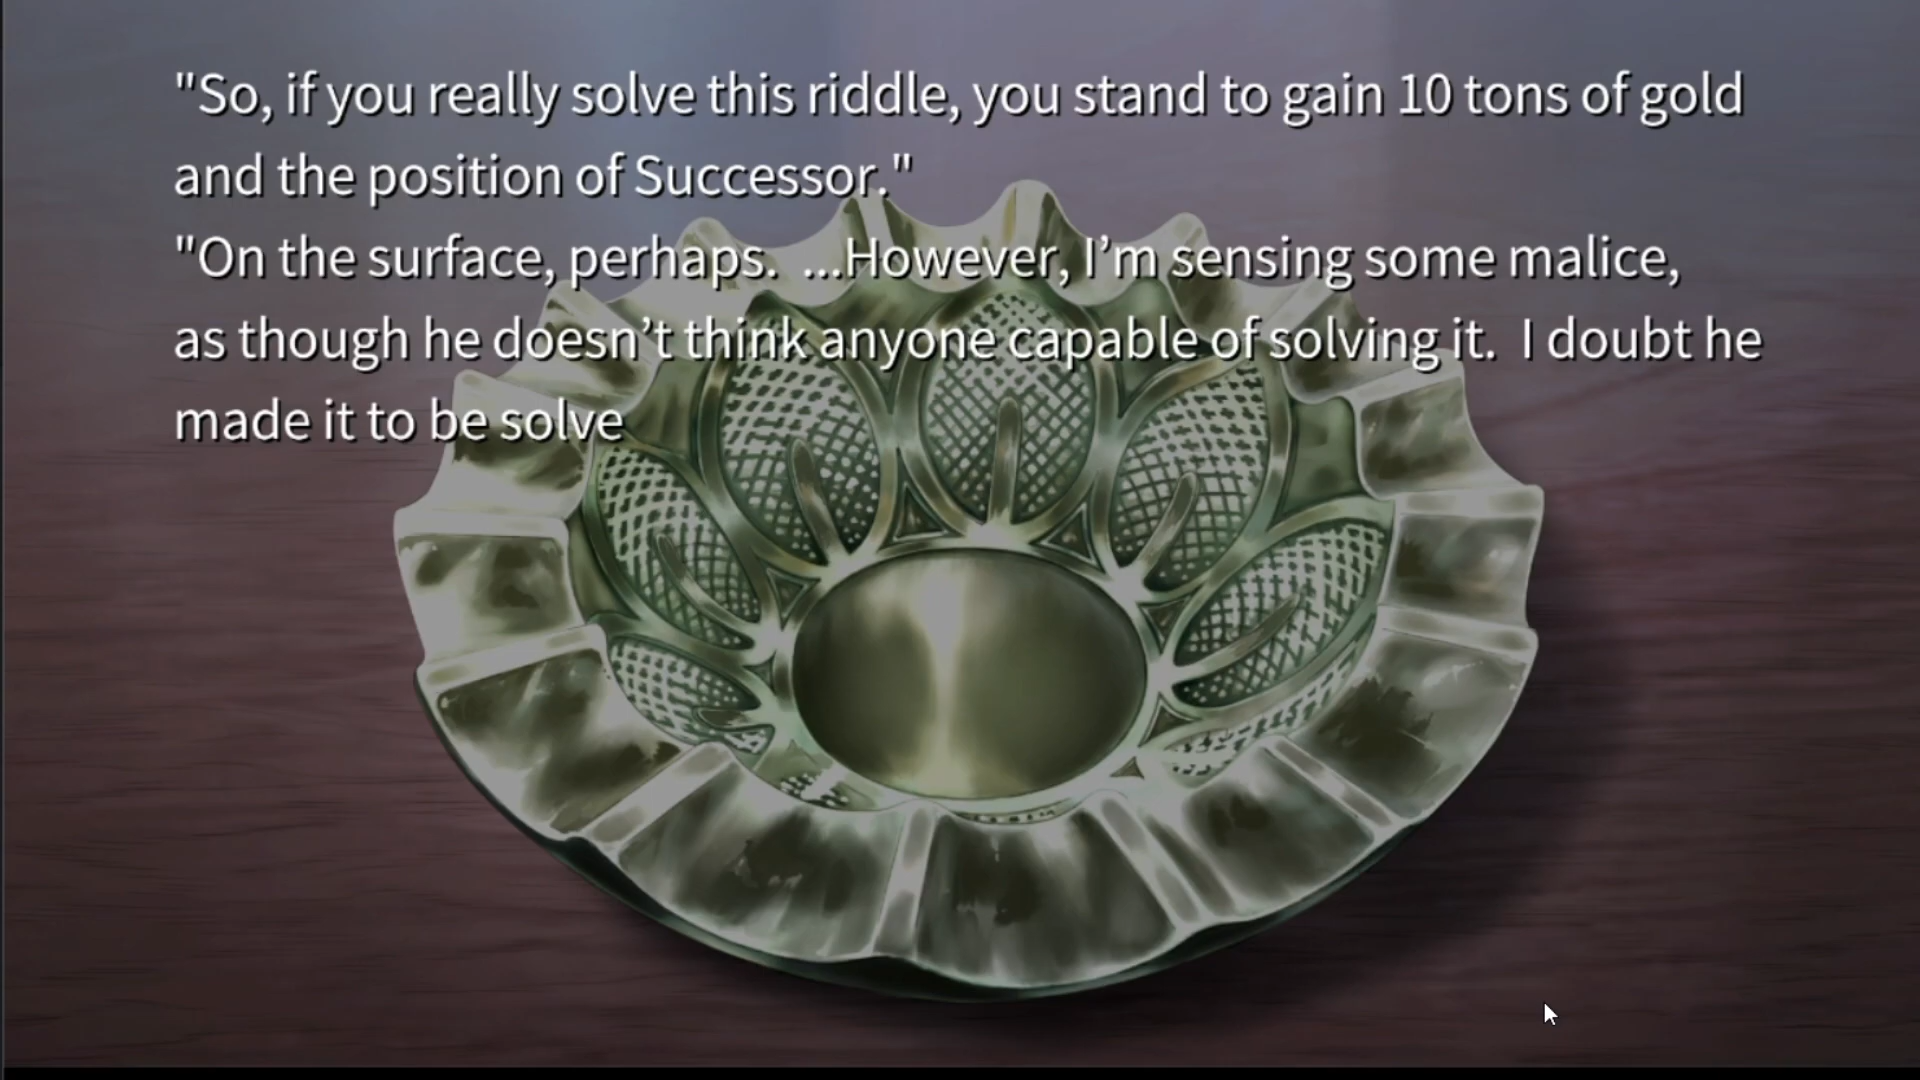 "So, if you really solve this riddle, you stand to gain 10 tons of gold
and the position of Successor."
"On the surface, perhaps.  ...However, I’m sensing some malice,
as though he doesn’t think anyone capable of solving it.  I doubt he
made it to be solve